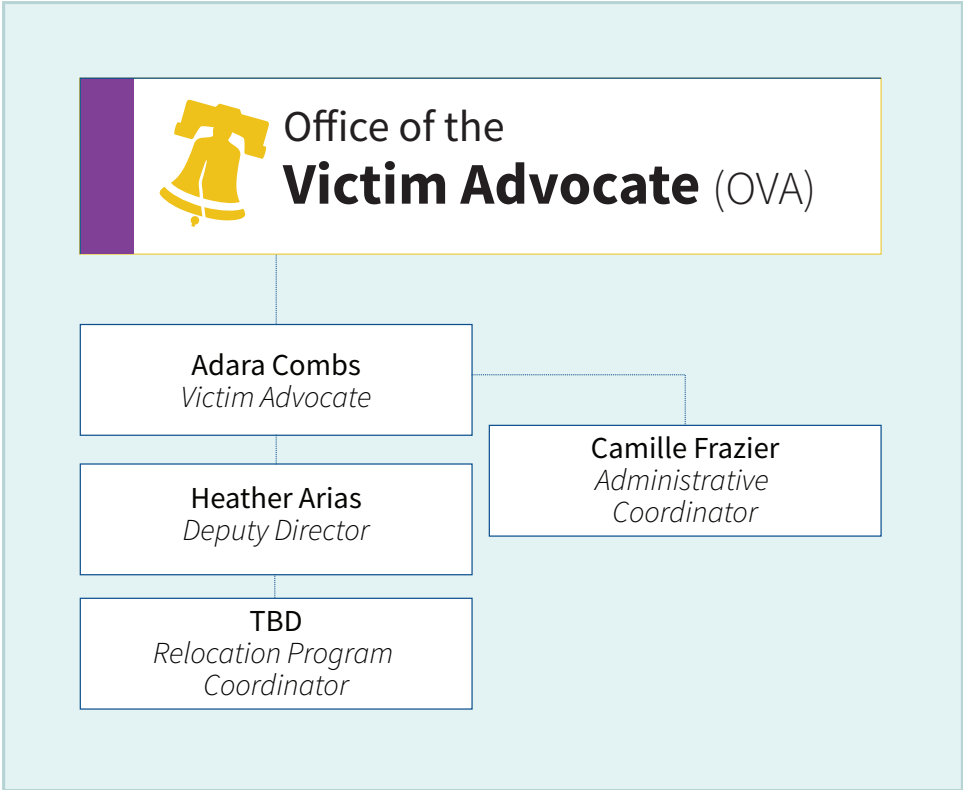 Office of the
Victim Advocate (OVA)
Adara Combs
Victim Advocate
Camille Frazier
Administrative
Coordinator
Heather Arias
Deputy Director
TBD
Relocation Program
Coordinator